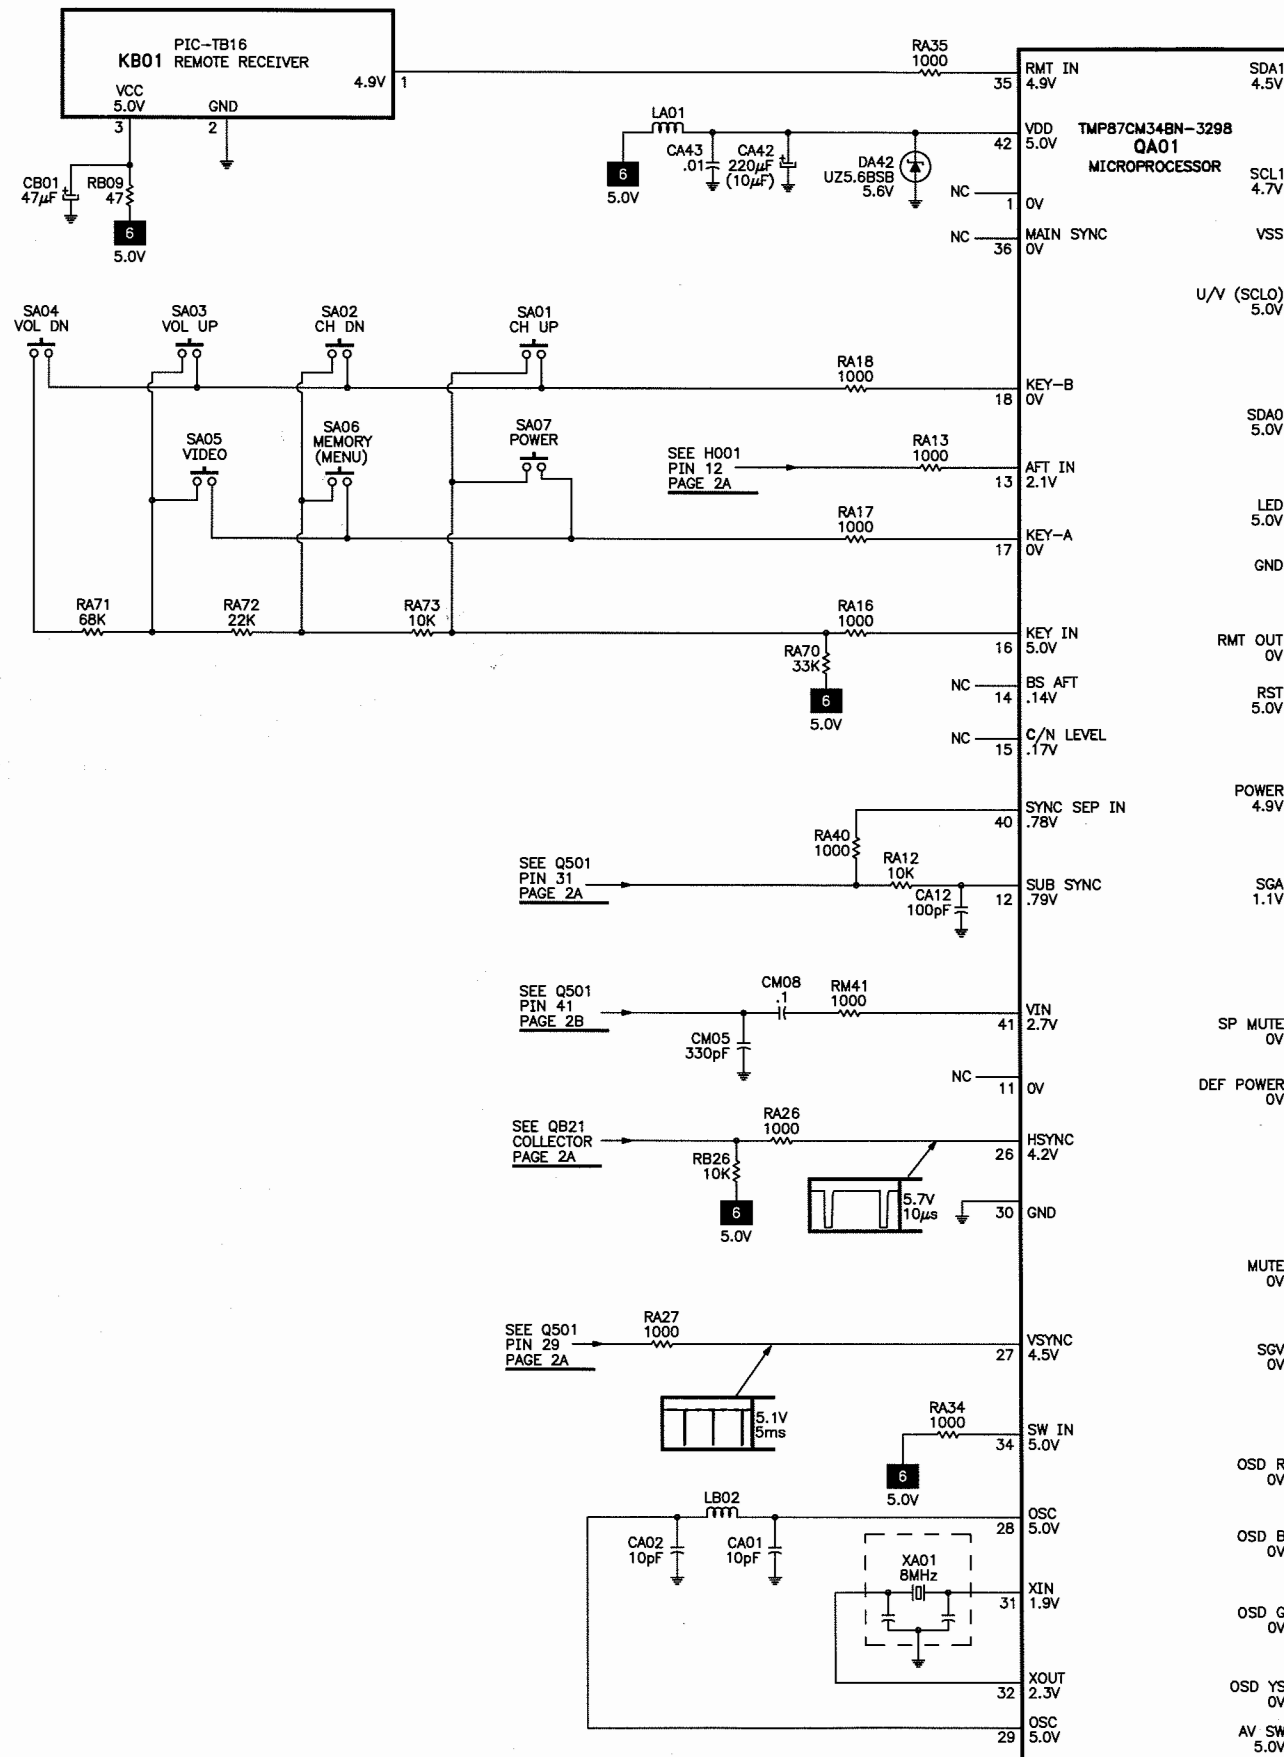 PIC-TB16
KB01 REMOTE RECEIVER
4.9V 1
VCC
5.0V
GND
3
2
CB01
47µF
RB09
47
6
5.0V
RA35
1000
RMT IN
35 4.9V
SDA1
4.5V
LA01
6
5.0V
CA43
.01
CA42
220µF
(10µF)
DA42
UZ5.6BSB
5.6V
VDD
42 5.0V
TMP87CM34BN-3298
QA01
MICROPROCESSOR
NC
1 0V
SCL1
4.7V
NC
MAIN SYNC
36 0V
VSS
U/V (SCLO)
5.0V
SA04
VOL DN
SA03
VOL UP
SA02
CH DN
SA01
CH UP
RA18
1000
KEY-B
18 0V
SA05
VIDEO
SA06
MEMORY
(MENU)
SA07
POWER
SEE H001
PIN 12
PAGE 2A
RA13
1000
AFT IN
13 2.1V
SDA0
5.0V
LED
5.0V
RA17
1000
KEY-A
17 0V
GND
RA71
68K
RA72
22K
RA73
10K
RA16
1000
KEY IN
16 5.0V
RA70
33K
6
5.0V
RMT OUT
0V
NC
BS AFT
14 .14V
RST
5.0V
NC
C/N LEVEL
15 .17V
POWER
4.9V
SYNC SEP IN
40 .78V
RA40
1000
SEE Q501
PIN 31
PAGE 2A
RA12
10K
CA12
100pF
SUB SYNC
12 .79V
SGA
1.1V
SEE Q501
PIN 41
PAGE 2B
CM08
.1
RM41
1000
CM05
330pF
VIN
41 2.7V
SP MUTE
0V
NC
11 0V
DEF POWER
0V
SEE QB21
COLLECTOR
PAGE 2A
RA26
1000
RB26
10K
6
5.0V
HSYNC
26 4.2V
5.7V
10µs
30 GND
MUTE
0V
SEE Q501
PIN 29
PAGE 2A
RA27
1000
VSYNC
27 4.5V
5.1V
5ms
SGV
0V
RA34
1000
6
5.0V
SW IN
34 5.0V
OSD R
0V
LB02
CA02
10pF
CA01
10pF
OSC
28 5.0V
OSD B
0V
XA01
8MHz
XIN
31 1.9V
OSD G
0V
XOUT
32 2.3V
OSD YS
0V
OSC
29 5.0V
AV SW
5.0V